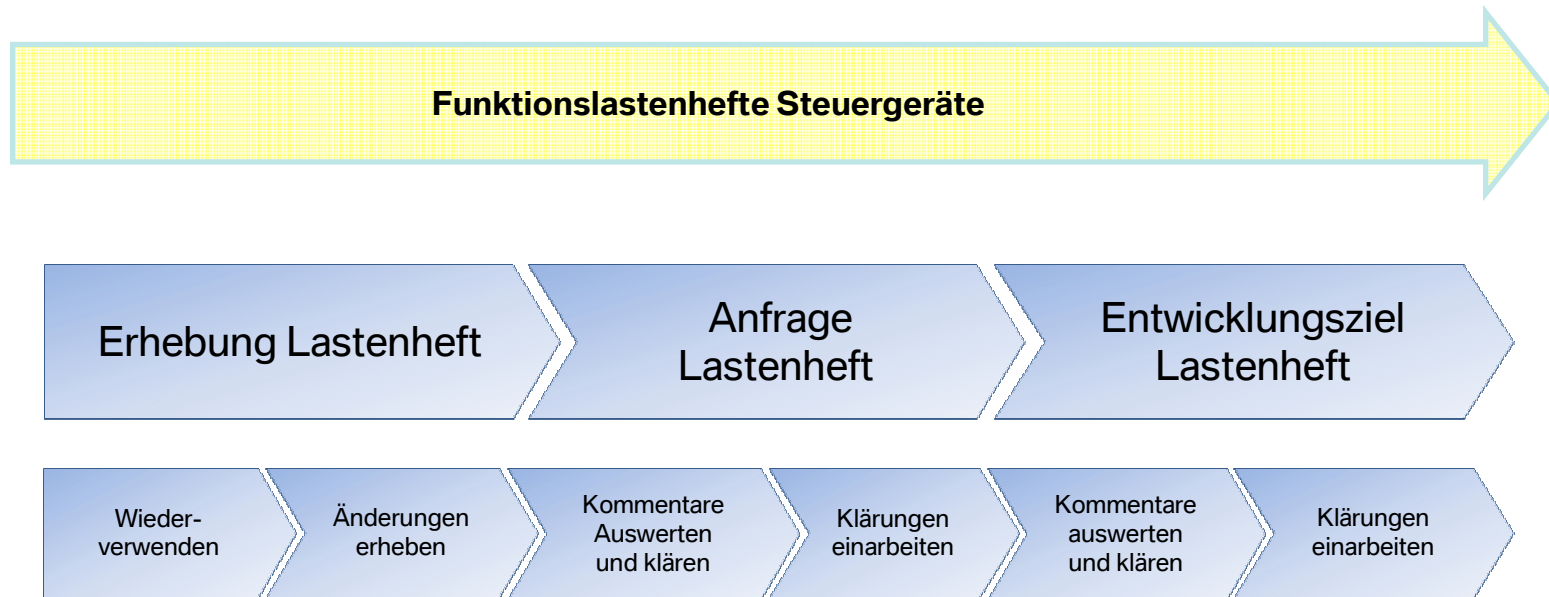 Funktionslastenhefte Steuergeräte
Erhebung Lastenheft
Anfrage
Lastenheft
Entwicklungsziel
Lastenheft
Wieder-
verwenden
Änderungen
erheben
Kommentare
Auswerten
und klären
Klärungen
einarbeiten
Kommentare
auswerten
und klären
Klärungen
einarbeiten